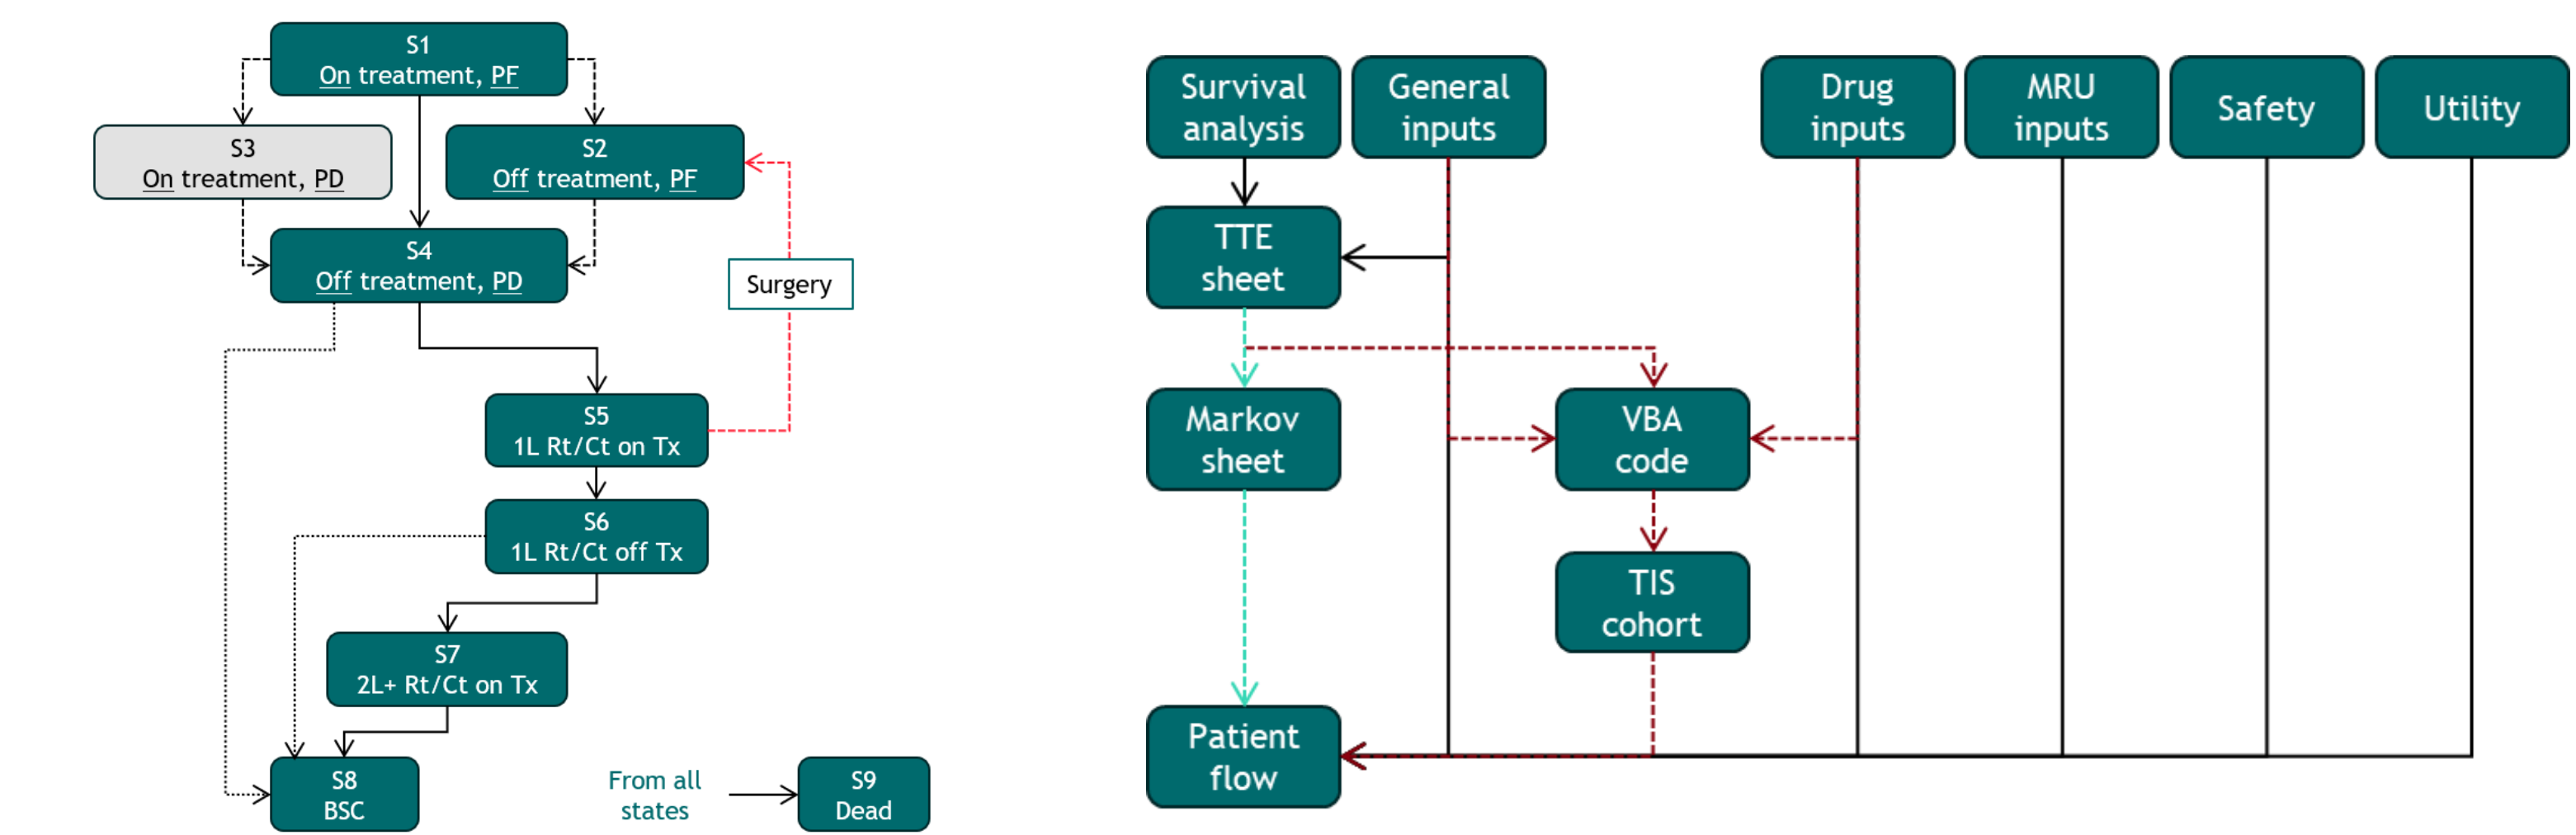 S1
On treatment, PF
S3
On treatment, PD
S2
Off treatment, PF
S4
Off treatment, PD
Surgery
S5
1L Rt/Ct on Tx
S6
1L Rt/Ct off Tx
S7
2L+ Rt/Ct on Tx
S8
BSC
From all
states
S9
Dead
Survival
analysis
General
inputs
Drug
inputs
MRU
inputs
Safety
Utility
TTE
sheet
Markov
sheet
VBA
code
TIS
cohort
Patient
flow